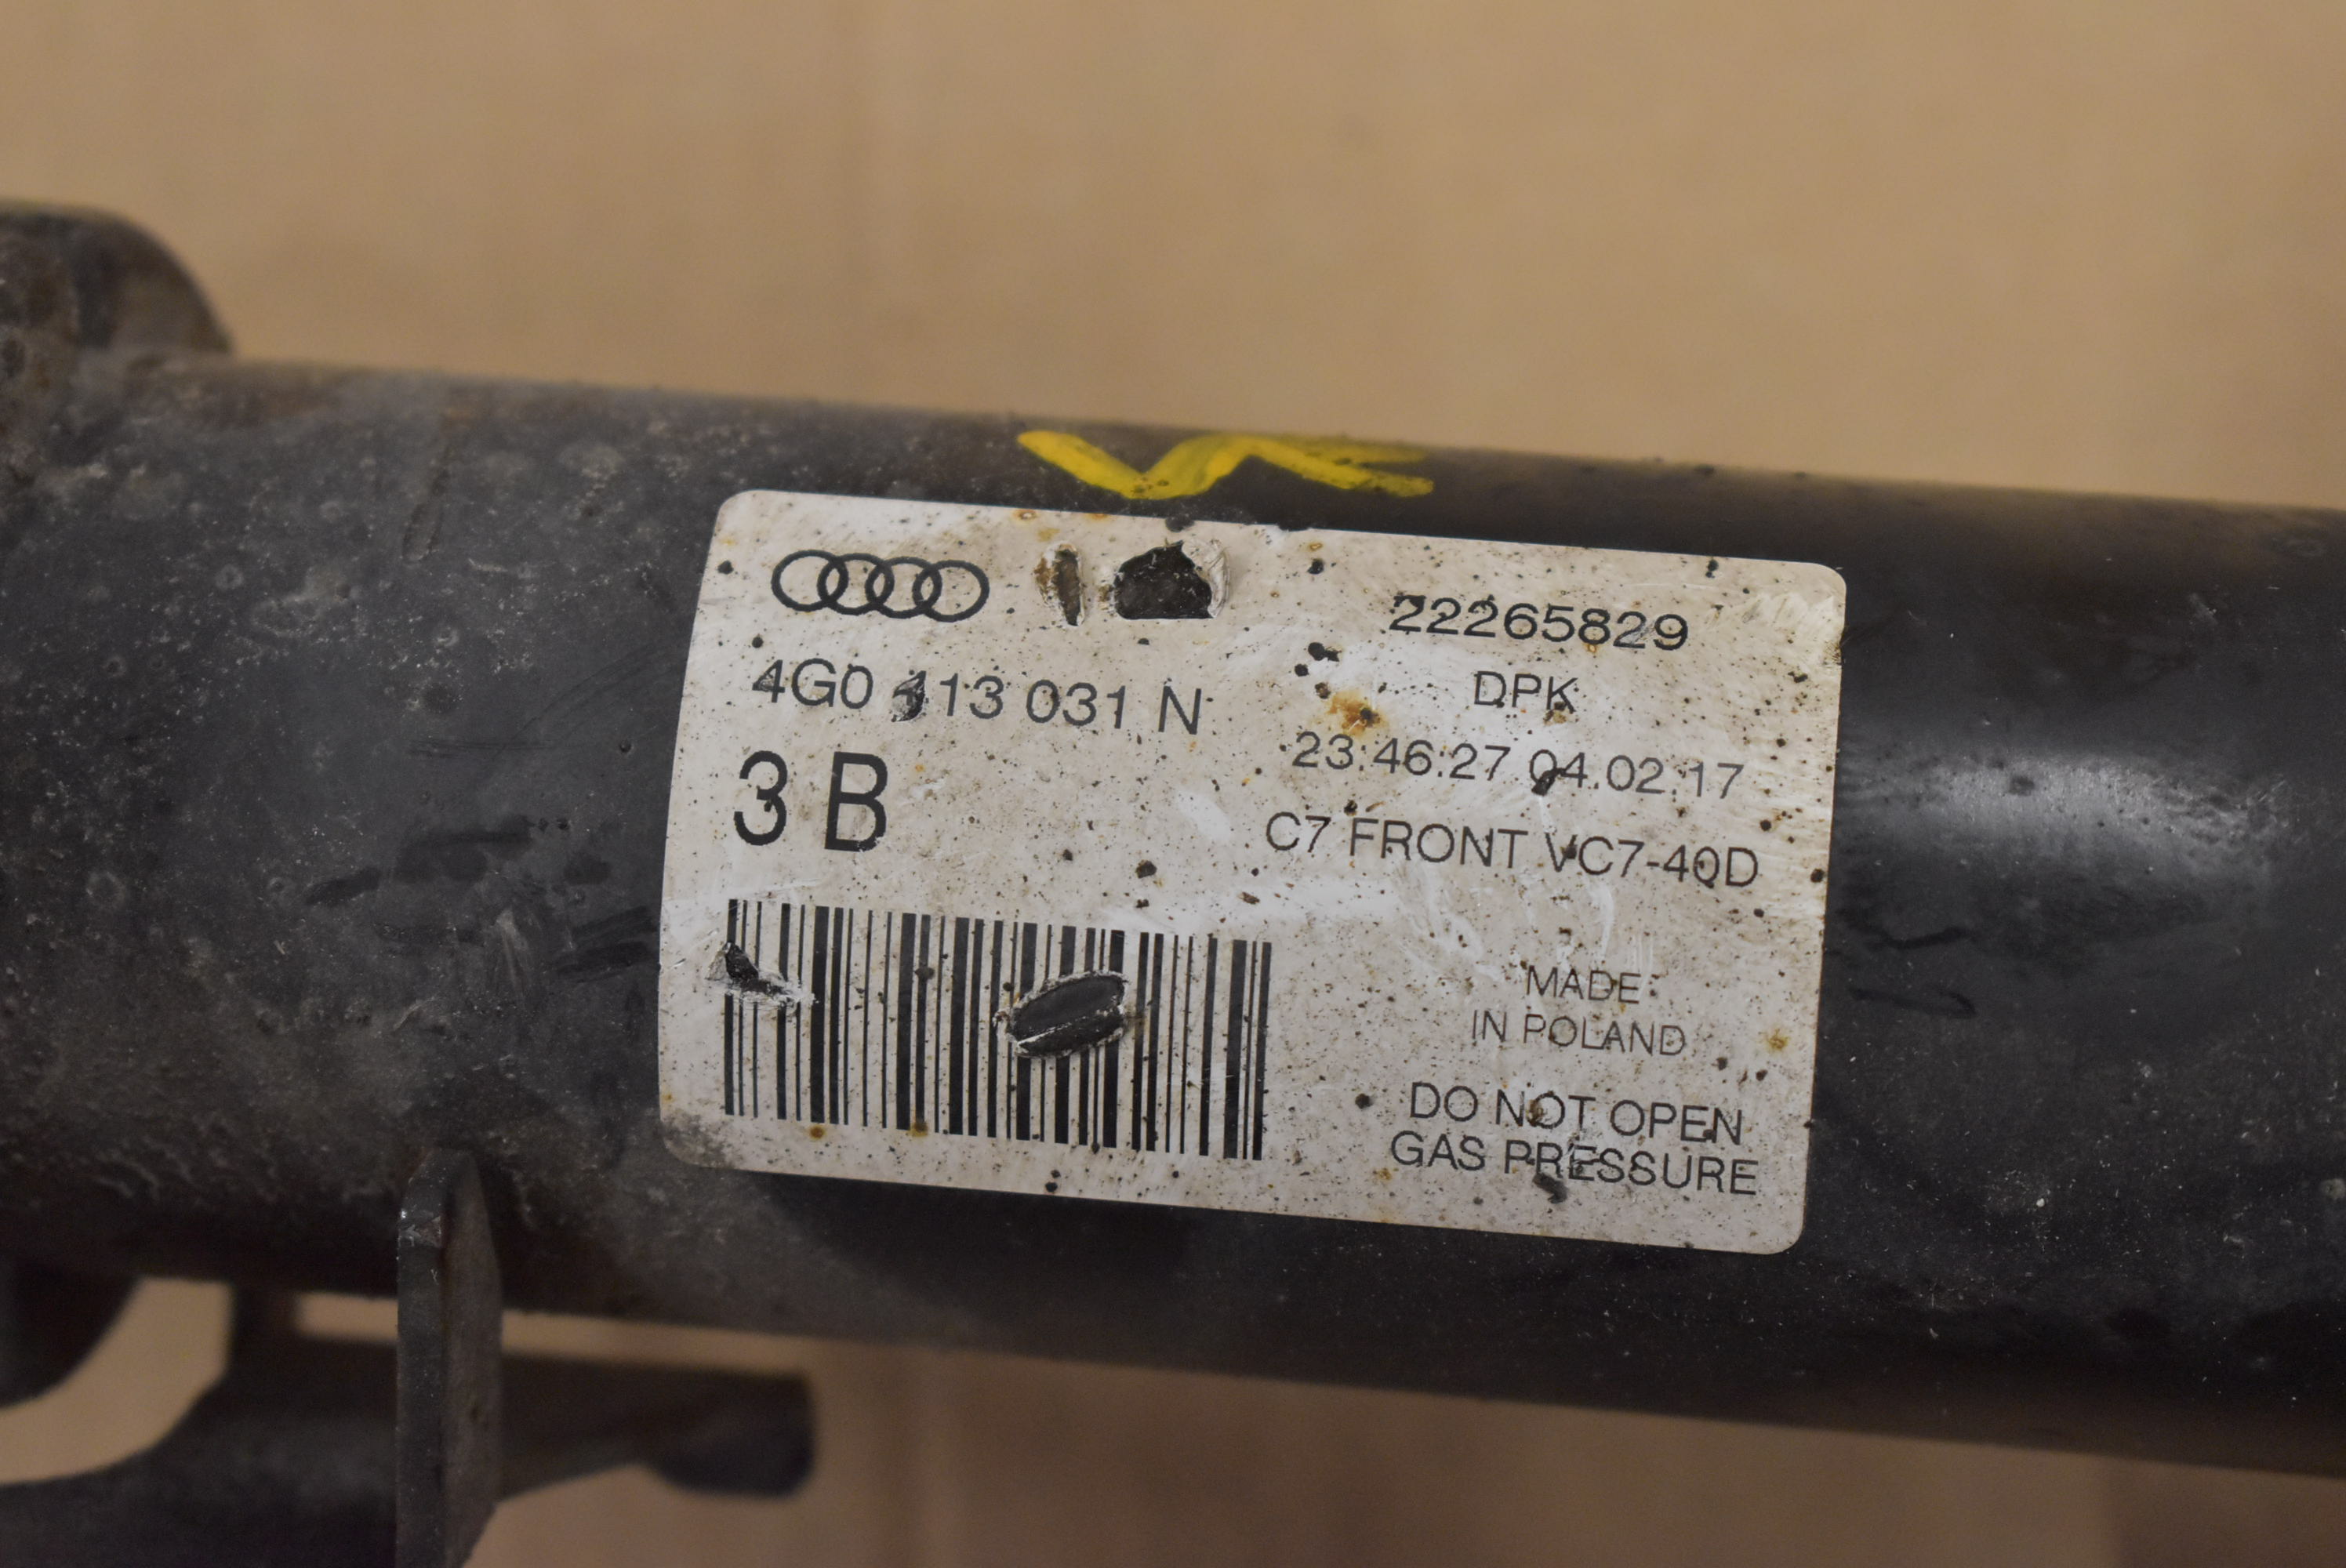 4G0 413 031 N
3 B
22265829
DPK
23:46:27 04.02.17
C7 FRONT VC7-40D
MADE
IN POLAND
DO NOT OPEN
GAS PRESSURE